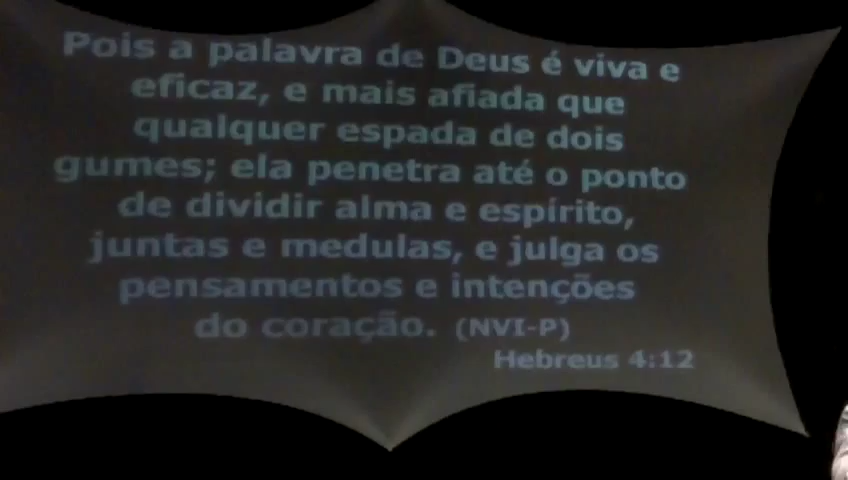 Pois a palavra de Deus é viva e
eficaz, e mais afiada que
qualquer espada de dois
gumes; ela penetra até o ponto
de dividir alma e espírito,
juntas e medulas, e julga os
pensamentos e intenções
do coração. (NVI-P)
Hebreus 4:12